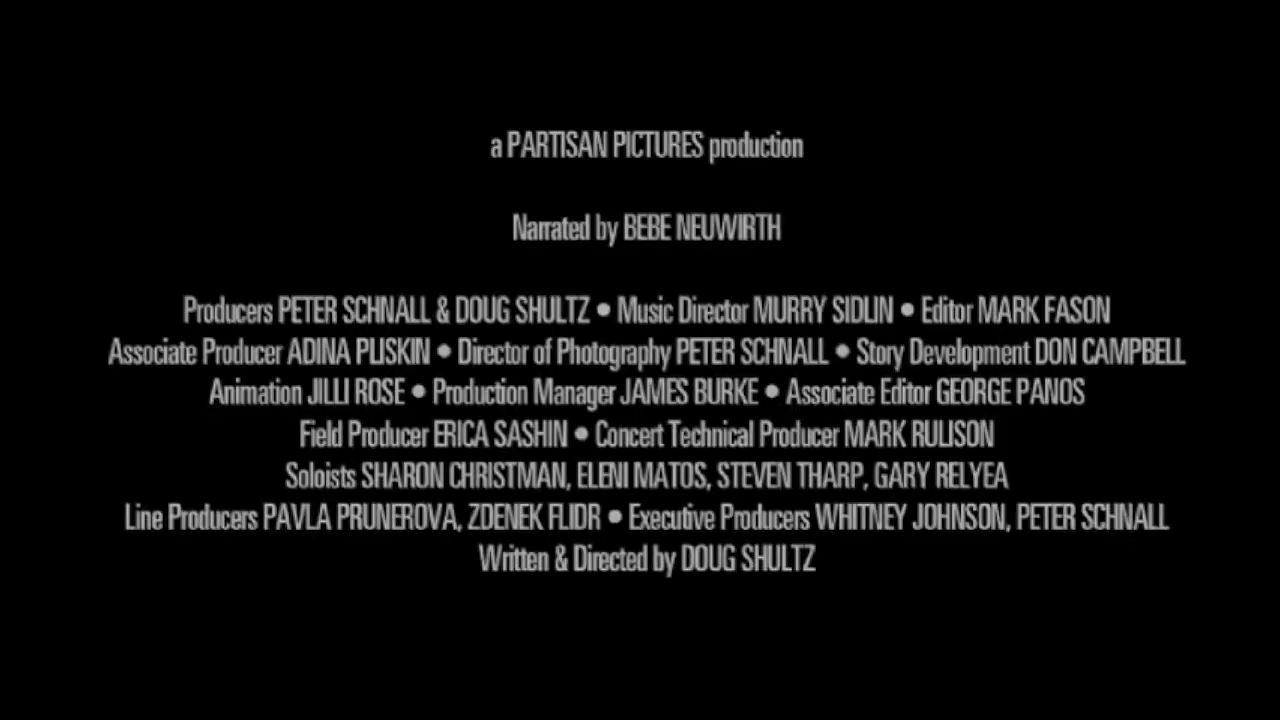 a PARTISAN PICTURES production
Narrated by BEBE NEUWIRTH
Producers PETER SCHNALL & DOUG SHULTZ • Music Director MURRY SIDLIN • Editor MARK FASON
Associate Producer ADINA PLISKIN • Director of Photography PETER SCHNALL • Story Development DON CAMPBELL
Animation JILLI ROSE • Production Manager JAMES BURKE • Associate Editor GEORGE PANOS
Field Producer ERICA SASHIN • Concert Technical Producer MARK RULISON
Soloists SHARON CHRISTMAN, ELENI MATOS, STEVEN THARP, GARY RELYEA
Line Producers PAVLA PRUNEROVA, ZDENEK FLIDR • Executive Producers WHITNEY JOHNSON, PETER SCHNALL
Written & Directed by DOUG SHULTZ